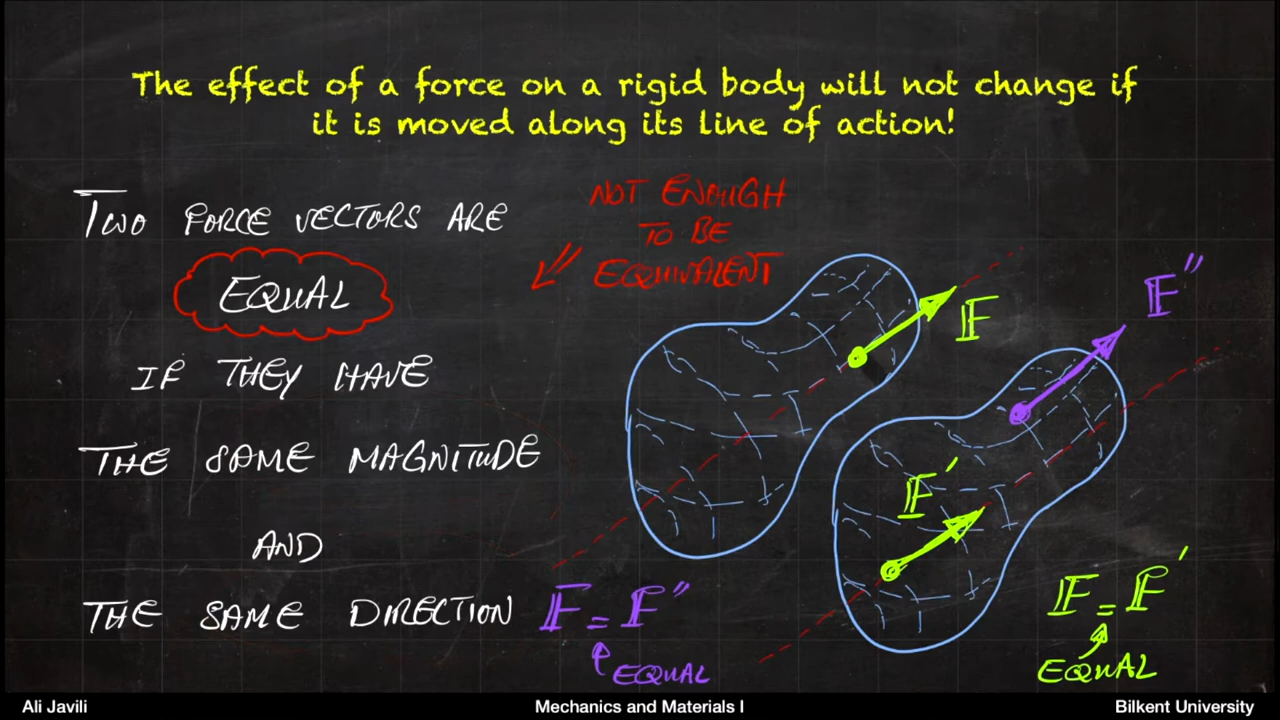 The effect of a force on a rigid body will not change if
it is moved along its line of action!
TWO FORCE VECTORS ARE
EQUAL
IF THEY HAVE
THE SAME MAGNITUDE
AND
THE SAME DIRECTION
NOT ENOUGH
TO BE
EQUIVALENT
F
F''
F'
F = F''
EQUAL
F = F'
EQUAL
Ali Javili
Mechanics and Materials I
Bilkent University